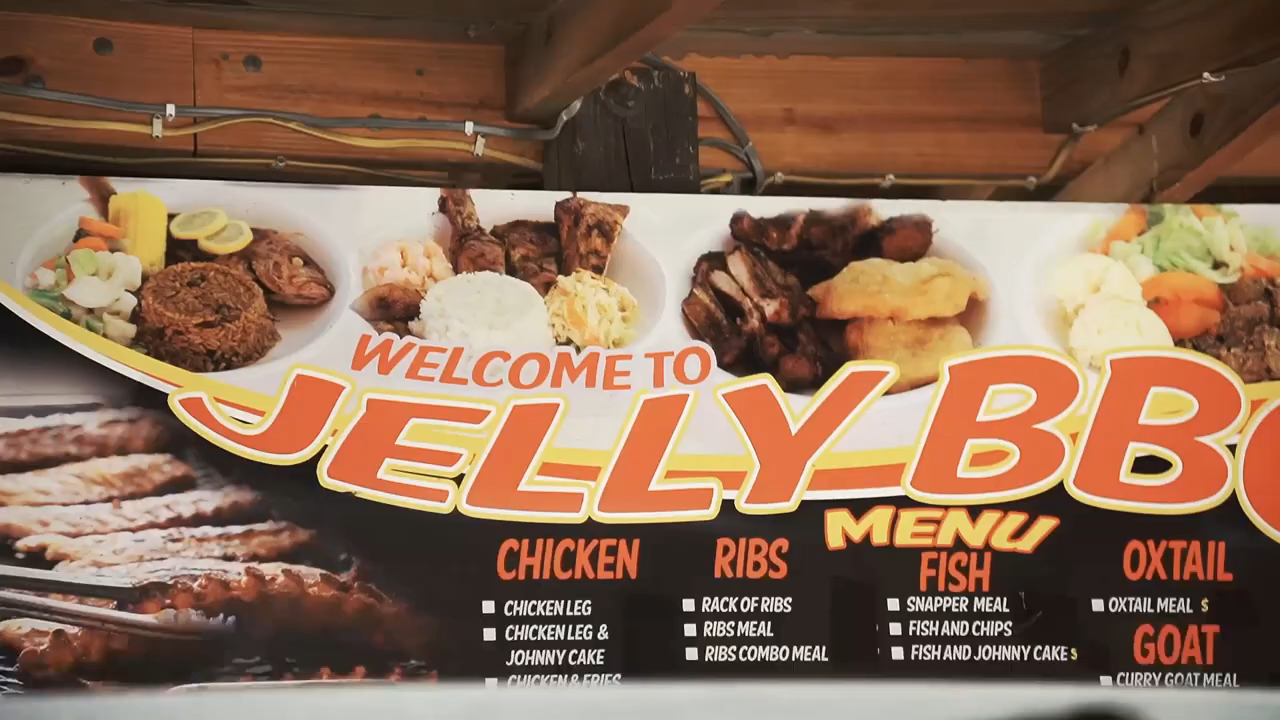 WELCOME TO
JELLY BB
MENU
CHICKEN
CHICKEN LEG
CHICKEN LEG &
JOHNNY CAKE
CHICKEN & FRIES
RIBS
RACK OF RIBS
RIBS MEAL
RIBS COMBO MEAL
FISH
SNAPPER MEAL
FISH AND CHIPS
FISH AND JOHNNY CAKE $
OXTAIL
OXTAIL MEAL $
GOAT
CURRY GOAT MEAL